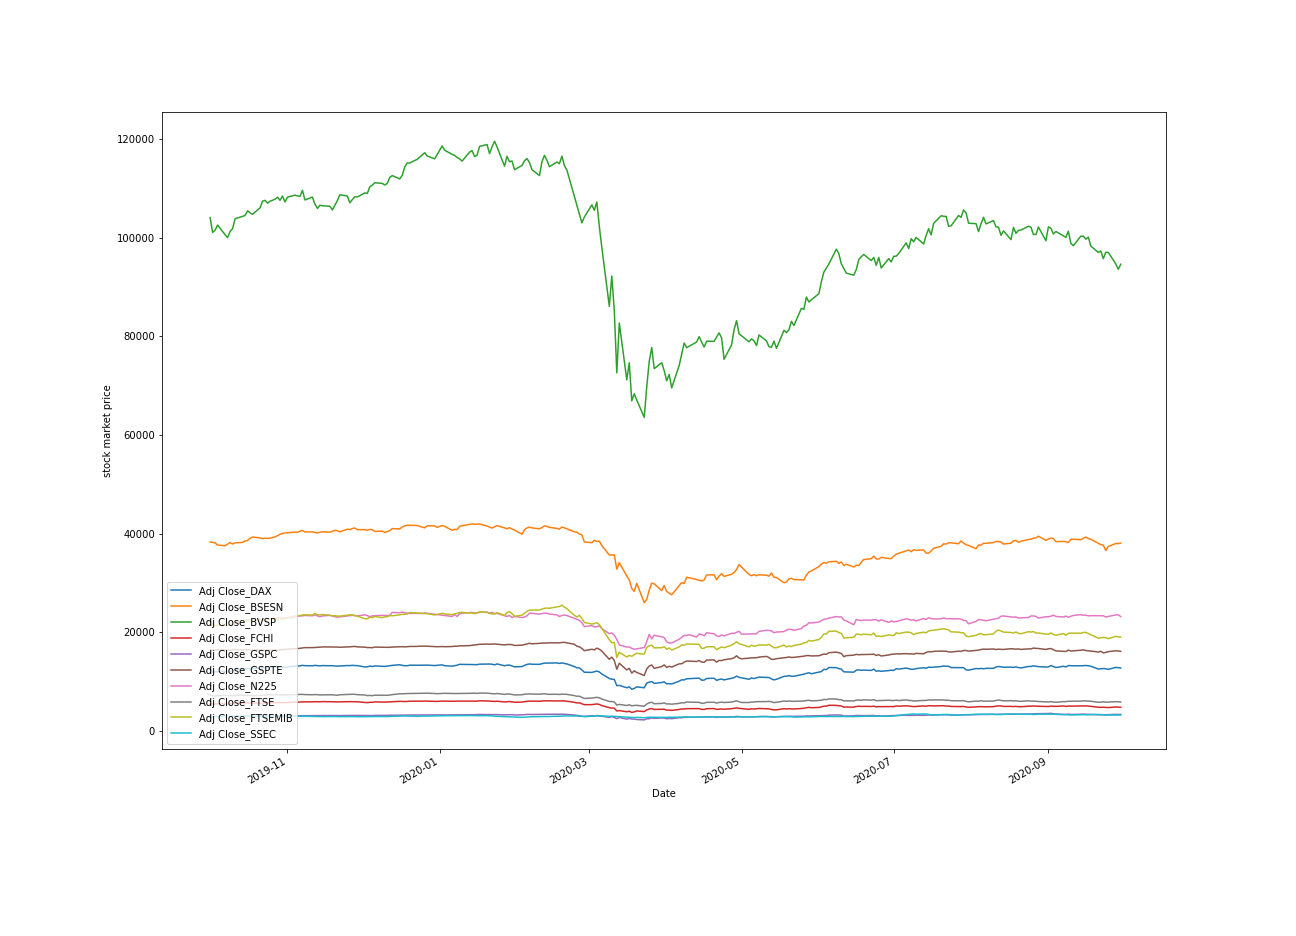 120000
100000
80000
60000
40000
20000
0
stock market price
Adj Close_DAX
Adj Close_BSESN
Adj Close_BVSP
Adj Close_FCHI
Adj Close_GSPC
Adj Close_GSPTE
Adj Close_N225
Adj Close_FTSE
Adj Close_FTSEMIB
Adj Close_SSEC
2019-11 2020-01 2020-03 2020-05 2020-07 2020-09
Date